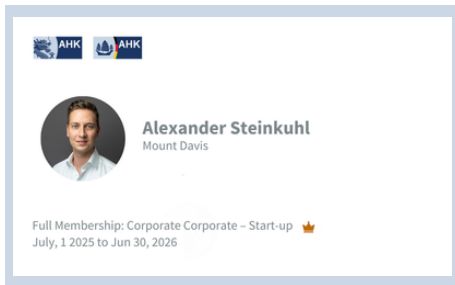 AHK AHK
Alexander Steinkuhl
Mount Davis
Full Membership: Corporate Corporate – Start-up
July, 1 2025 to Jun 30, 2026